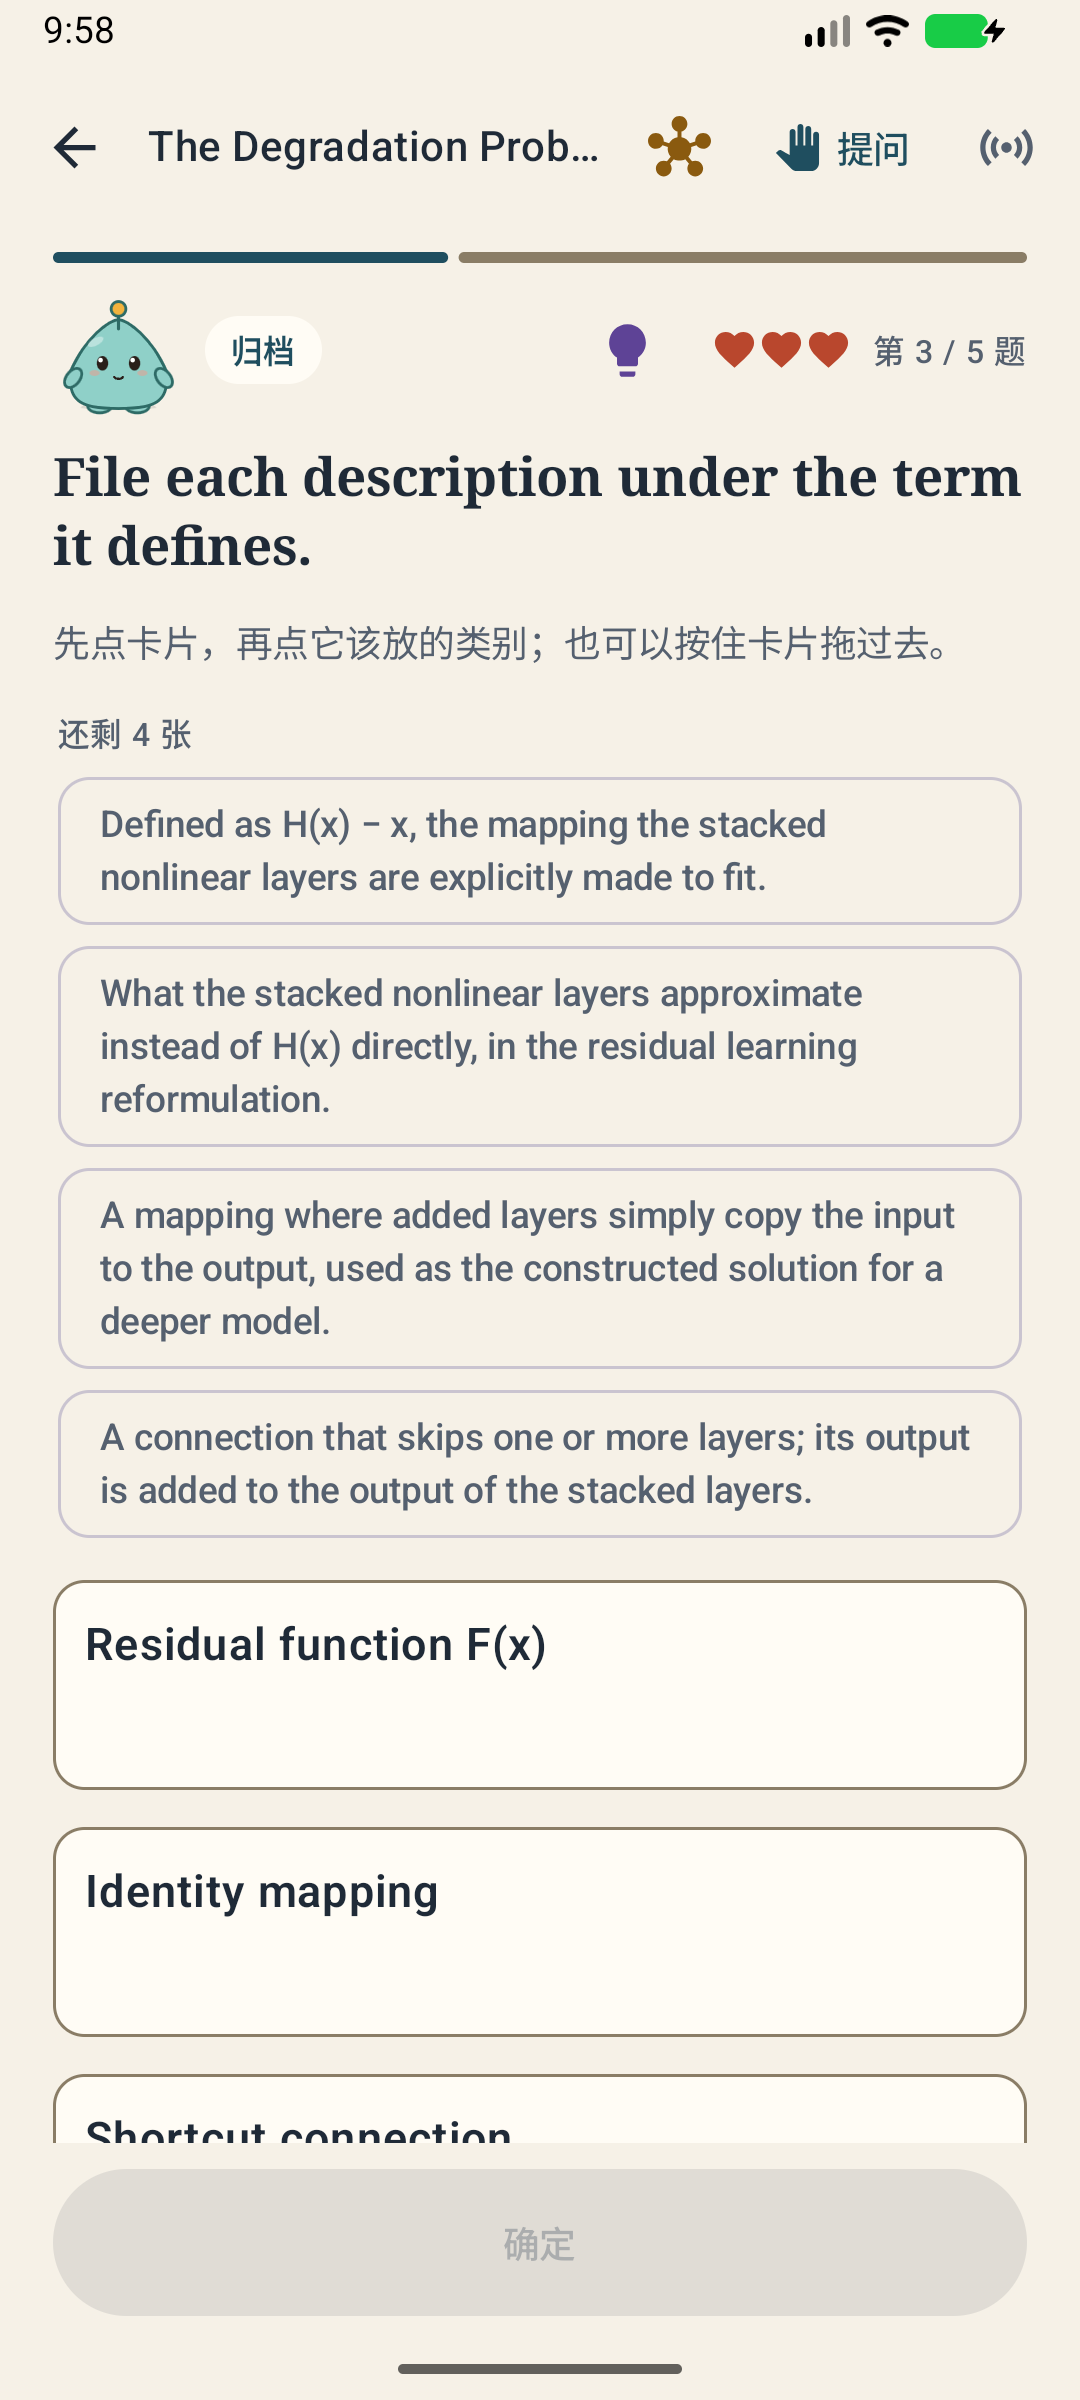 9:58
The Degradation Prob...
提问
归档
第 3 / 5 题
File each description under the term
it defines.
先点卡片，再点它该放的类别；也可以按住卡片拖过去。
还剩 4 张
Defined as H(x) − x, the mapping the stacked
nonlinear layers are explicitly made to fit.
What the stacked nonlinear layers approximate
instead of H(x) directly, in the residual learning
reformulation.
A mapping where added layers simply copy the input
to the output, used as the constructed solution for a
deeper model.
A connection that skips one or more layers; its output
is added to the output of the stacked layers.
Residual function F(x)
Identity mapping
Shortcut connection
确定